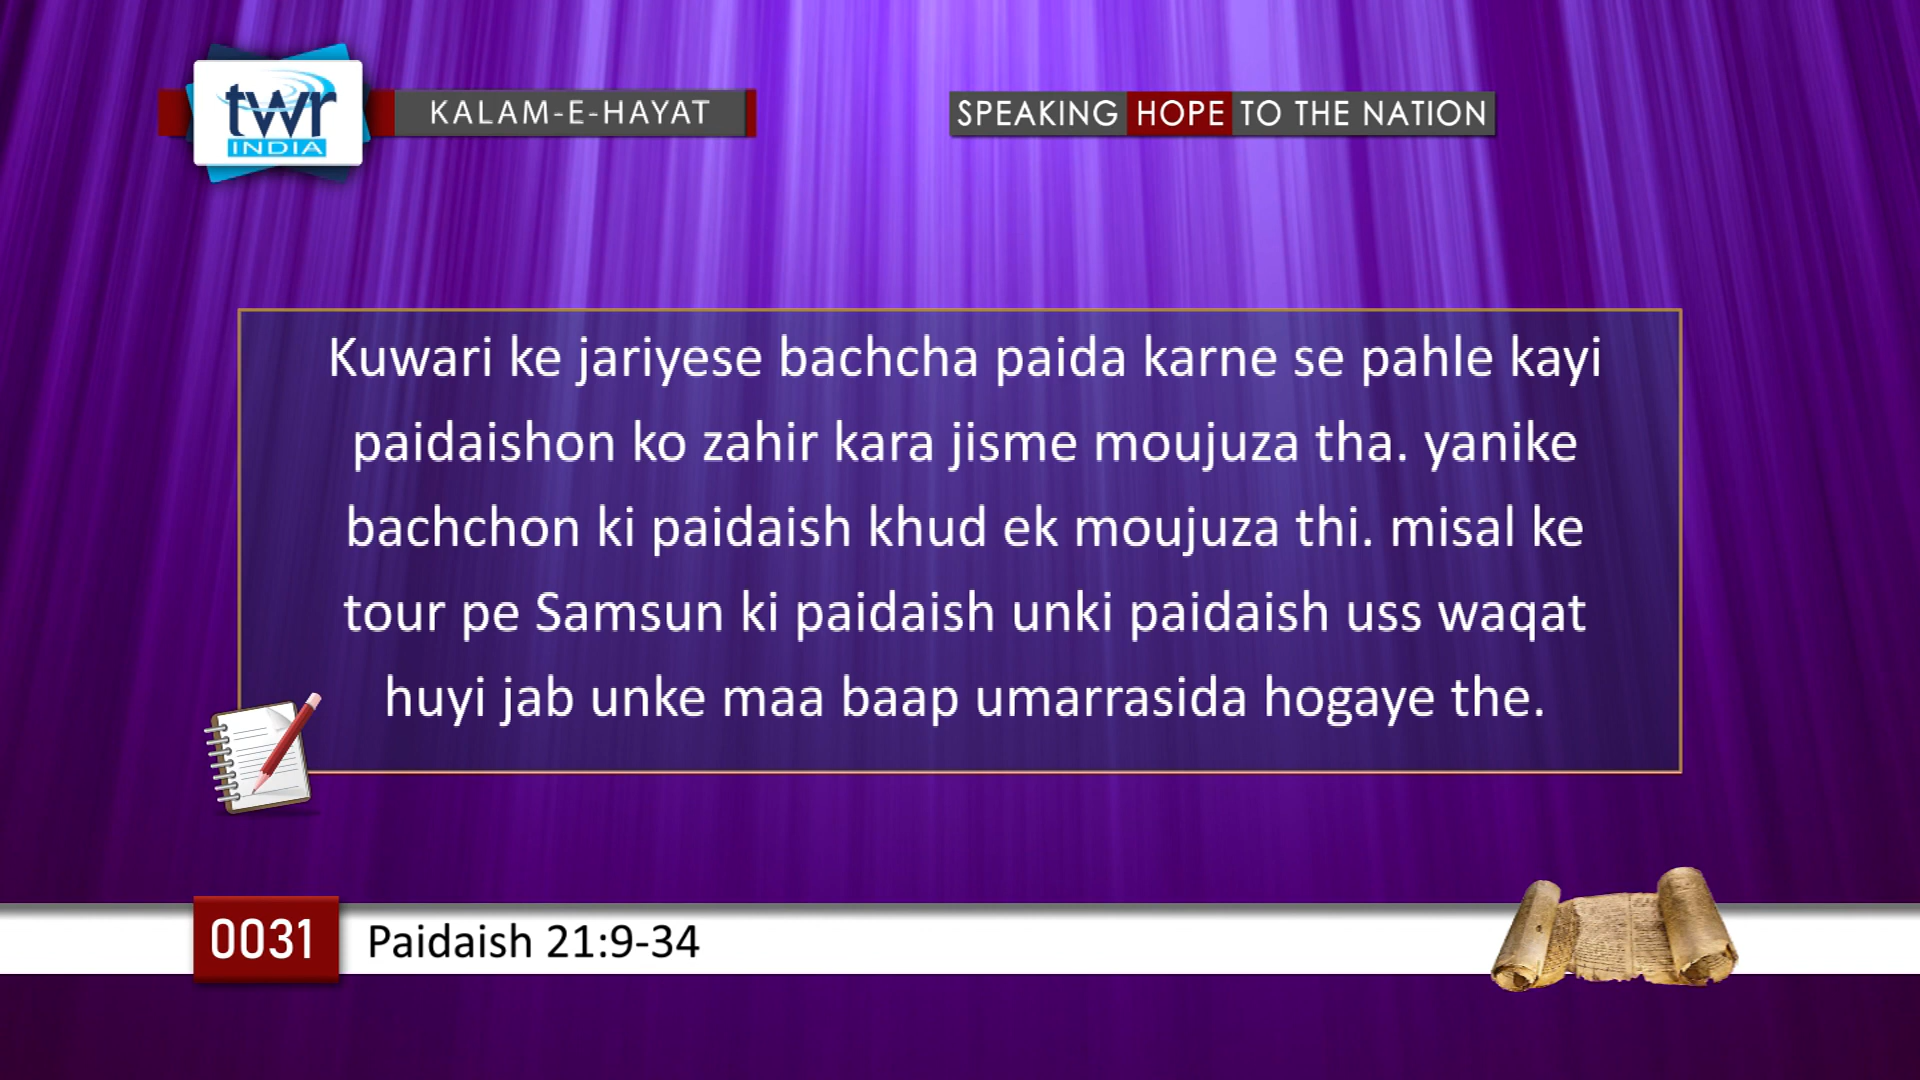 twr
INDIA
KALAM-E-HAYAT
SPEAKING HOPE TO THE NATION
Kuwari ke jariyese bachcha paida karne se pahle kayi
paidaishon ko zahir kara jisme moujuza tha. yanike
bachchon ki paidaish khud ek moujuza thi. misal ke
tour pe Samsun ki paidaish unki paidaish uss waqat
huyi jab unke maa baap umarrasida hogaye the.
0031
Paidaish 21:9-34